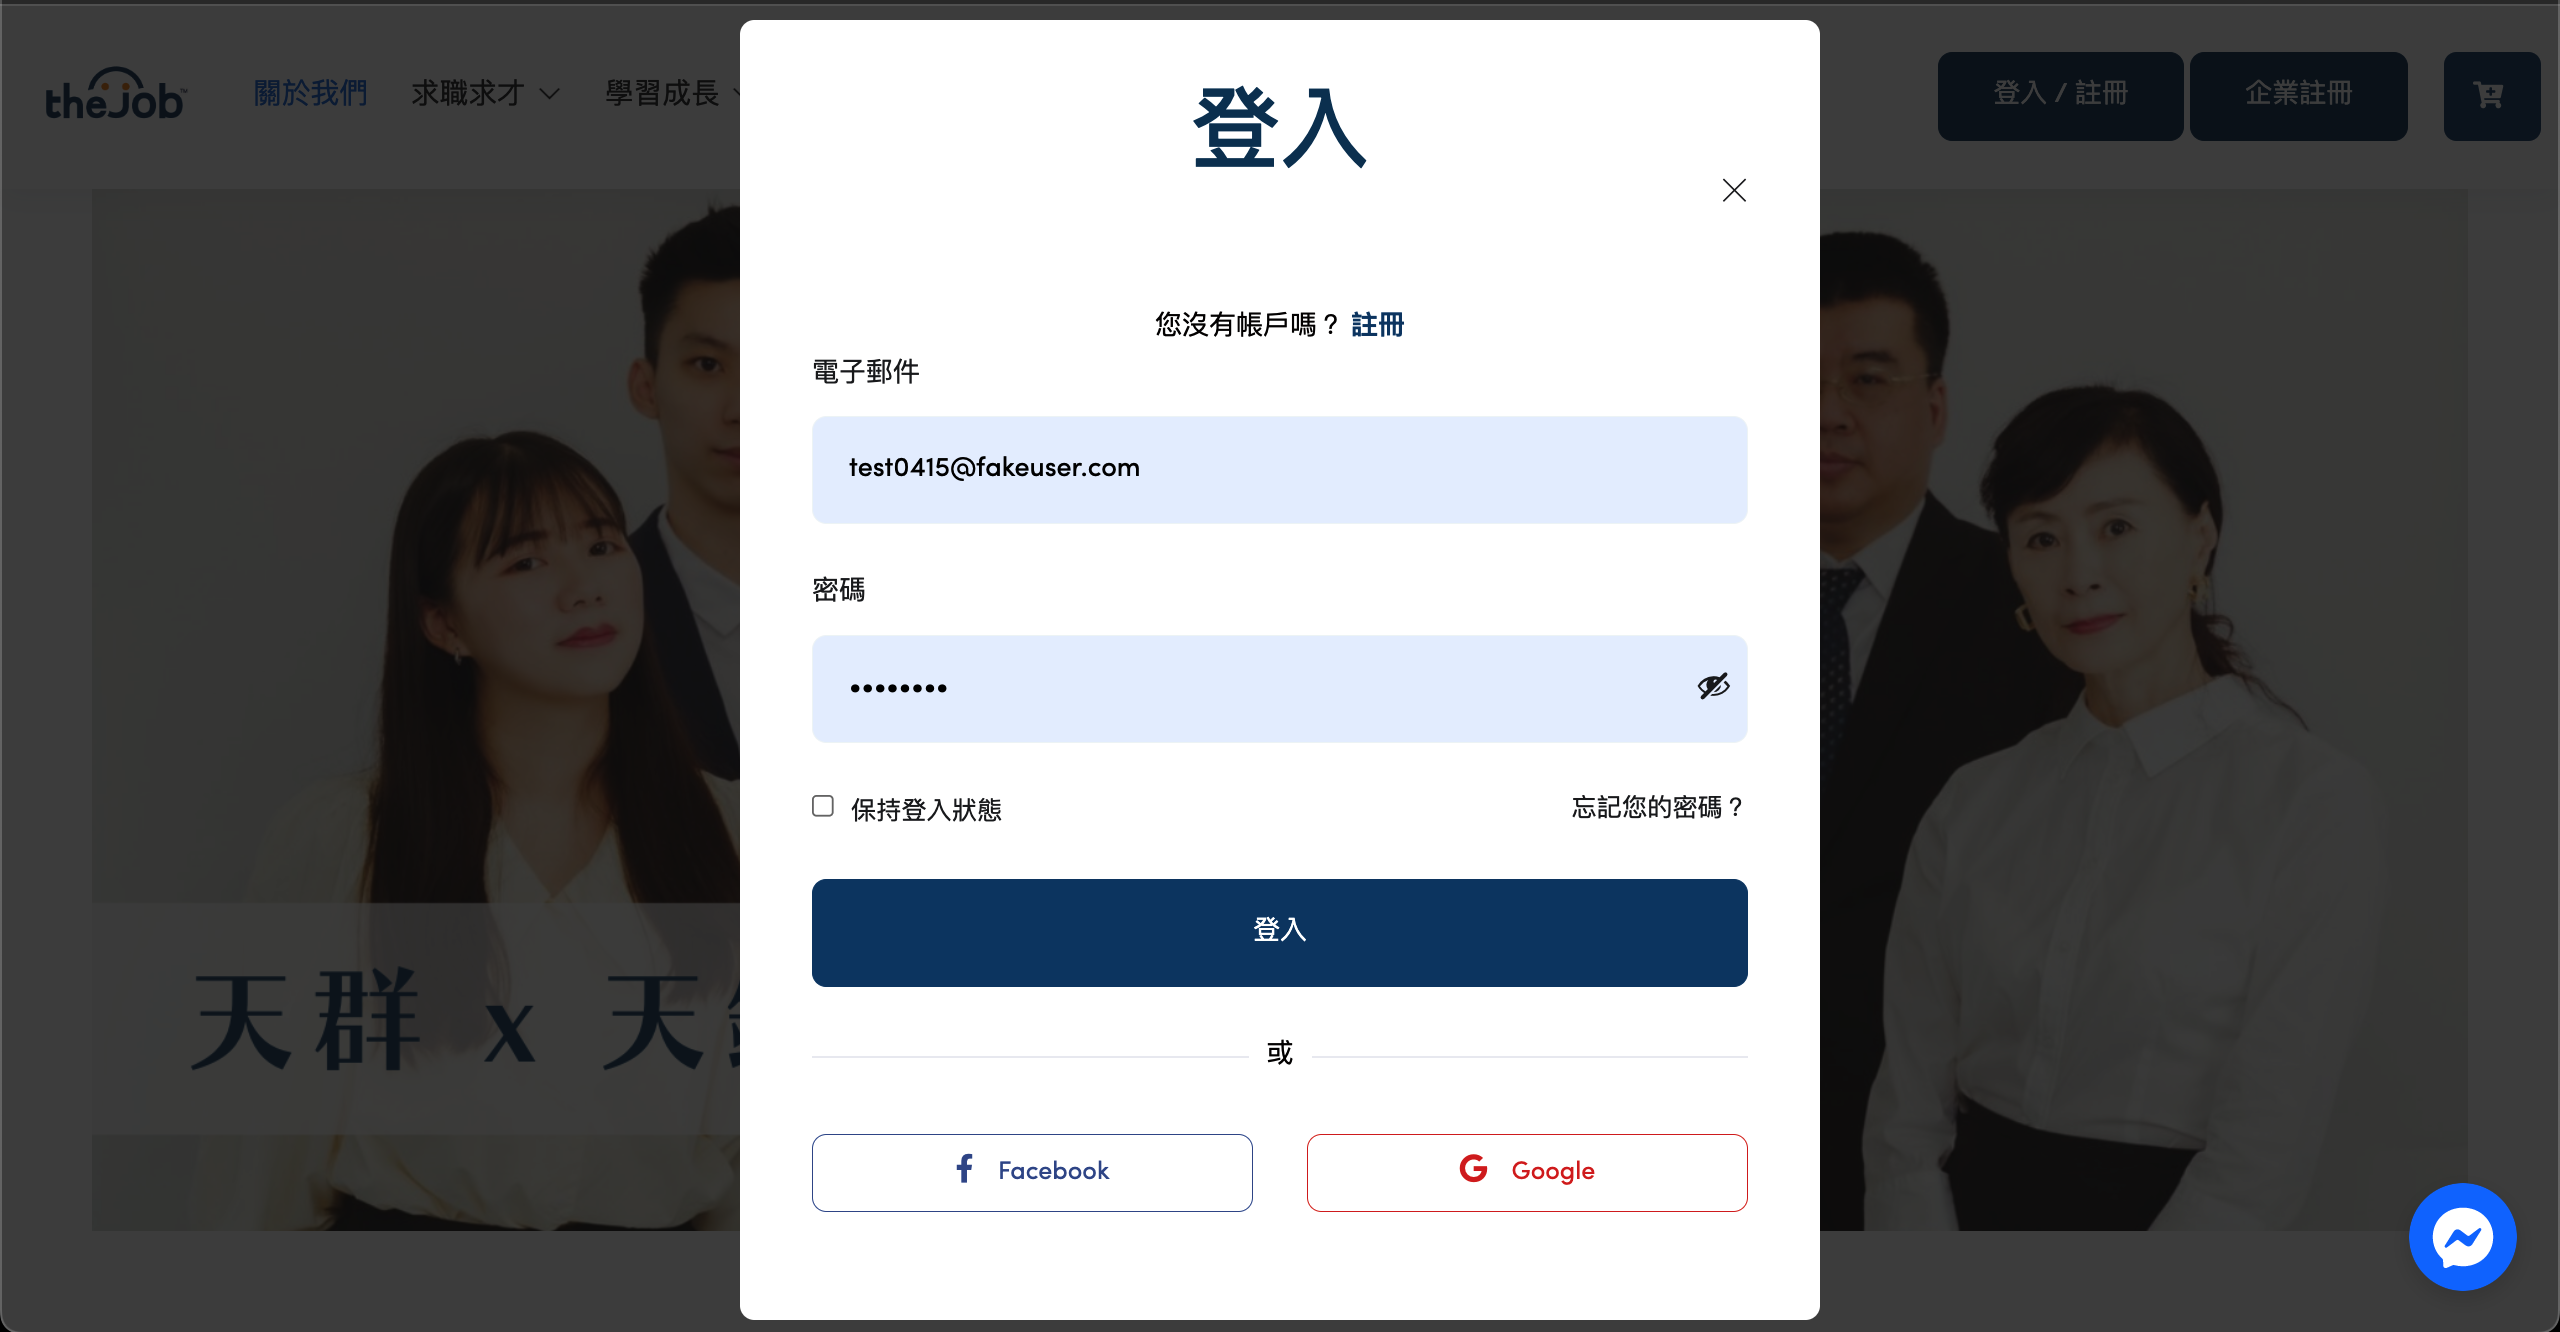 theJob™
關於我們
求職求才
學習成長
登入 / 註冊
企業註冊
登入
您沒有帳戶嗎？ 註冊
電子郵件
test0415@fakeuser.com
密碼
••••••••
保持登入狀態
忘記您的密碼？
登入
或
Facebook
Google
天群 x 天